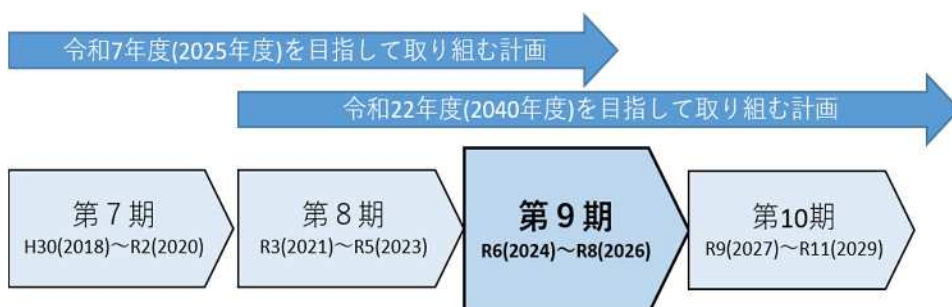 令和7年度(2025年度)を目指して取り組む計画
令和22年度(2040年度)を目指して取り組む計画
第７期
H30(2018)～R2(2020)
第８期
R3(2021)～R5(2023)
第９期
R6(2024)～R8(2026)
第10期
R9(2027)～R11(2029)